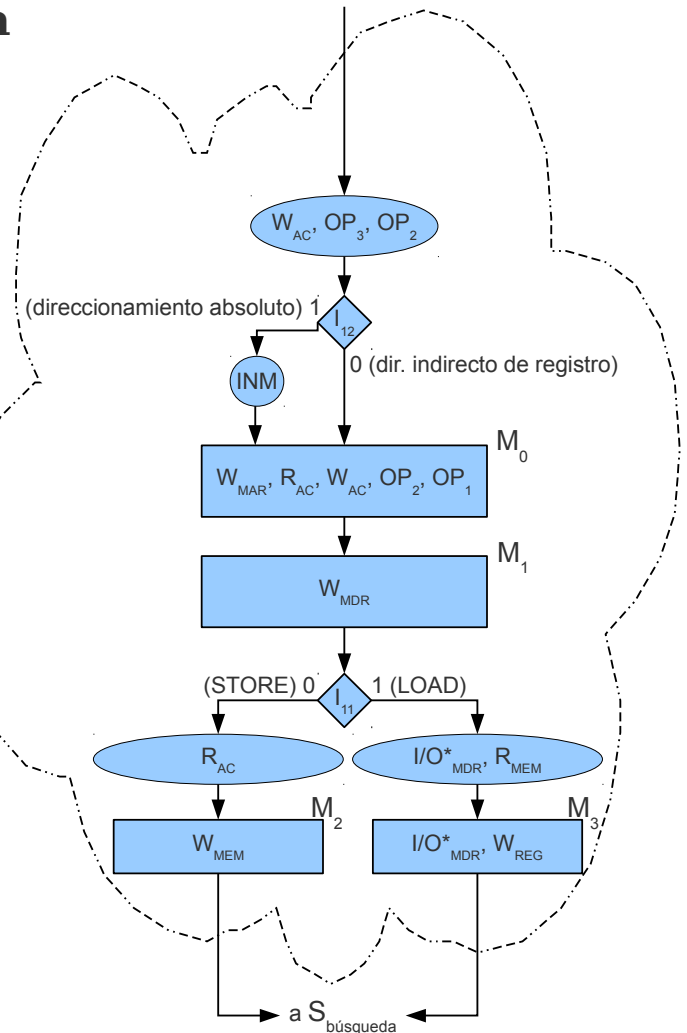 n
W_AC, OP_3, OP_2
(direccionamiento absoluto) 1
I_12
0 (dir. indirecto de registro)
INM
M_0
W_MAR, R_AC, W_AC, OP_2, OP_1
M_1
W_MDR
(STORE) 0
I_11
1 (LOAD)
R_AC
I/O*_MDR, R_MEM
M_2
M_3
W_MEM
I/O*_MDR, W_REG
a S_búsqueda